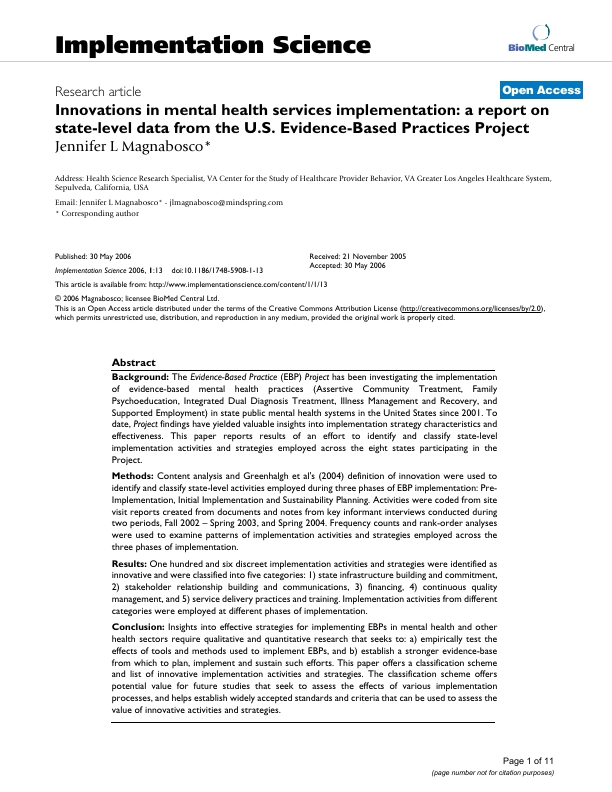 Implementation Science
BioMed Central
Research article
Open Access
Innovations in mental health services implementation: a report on
state-level data from the U.S. Evidence-Based Practices Project
Jennifer L Magnabosco*
Address: Health Science Research Specialist, VA Center for the Study of Healthcare Provider Behavior, VA Greater Los Angeles Healthcare System,
Sepulveda, California, USA
Email: Jennifer L Magnabosco* - jlmagnabosco@mindspring.com
* Corresponding author
Published: 30 May 2006
Implementation Science 2006, 1:13 doi:10.1186/1748-5908-1-13
Received: 21 November 2005
Accepted: 30 May 2006
This article is available from: http://www.implementationscience.com/content/1/1/13
© 2006 Magnabosco; licensee BioMed Central Ltd.
This is an Open Access article distributed under the terms of the Creative Commons Attribution License (http://creativecommons.org/licenses/by/2.0),
which permits unrestricted use, distribution, and reproduction in any medium, provided the original work is properly cited.
Abstract
Background: The Evidence-Based Practice (EBP) Project has been investigating the implementation
of evidence-based mental health practices (Assertive Community Treatment, Family
Psychoeducation, Integrated Dual Diagnosis Treatment, Illness Management and Recovery, and
Supported Employment) in state public mental health systems in the United States since 2001. To
date, Project findings have yielded valuable insights into implementation strategy characteristics and
effectiveness. This paper reports results of an effort to identify and classify state-level
implementation activities and strategies employed across the eight states participating in the
Project.
Methods: Content analysis and Greenhalgh et al's (2004) definition of innovation were used to
identify and classify state-level activities employed during three phases of EBP implementation: Pre-
Implementation, Initial Implementation and Sustainability Planning. Activities were coded from site
visit reports created from documents and notes from key informant interviews conducted during
two periods, Fall 2002 – Spring 2003, and Spring 2004. Frequency counts and rank-order analyses
were used to examine patterns of implementation activities and strategies employed across the
three phases of implementation.
Results: One hundred and six discreet implementation activities and strategies were identified as
innovative and were classified into five categories: 1) state infrastructure building and commitment,
2) stakeholder relationship building and communications, 3) financing, 4) continuous quality
management, and 5) service delivery practices and training. Implementation activities from different
categories were employed at different phases of implementation.
Conclusion: Insights into effective strategies for implementing EBPs in mental health and other
health sectors require qualitative and quantitative research that seeks to: a) empirically test the
effects of tools and methods used to implement EBPs, and b) establish a stronger evidence-base
from which to plan, implement and sustain such efforts. This paper offers a classification scheme
and list of innovative implementation activities and strategies. The classification scheme offers
potential value for future studies that seek to assess the effects of various implementation
processes, and helps establish widely accepted standards and criteria that can be used to assess the
value of innovative activities and strategies.
Page 1 of 11
(page number not for citation purposes)